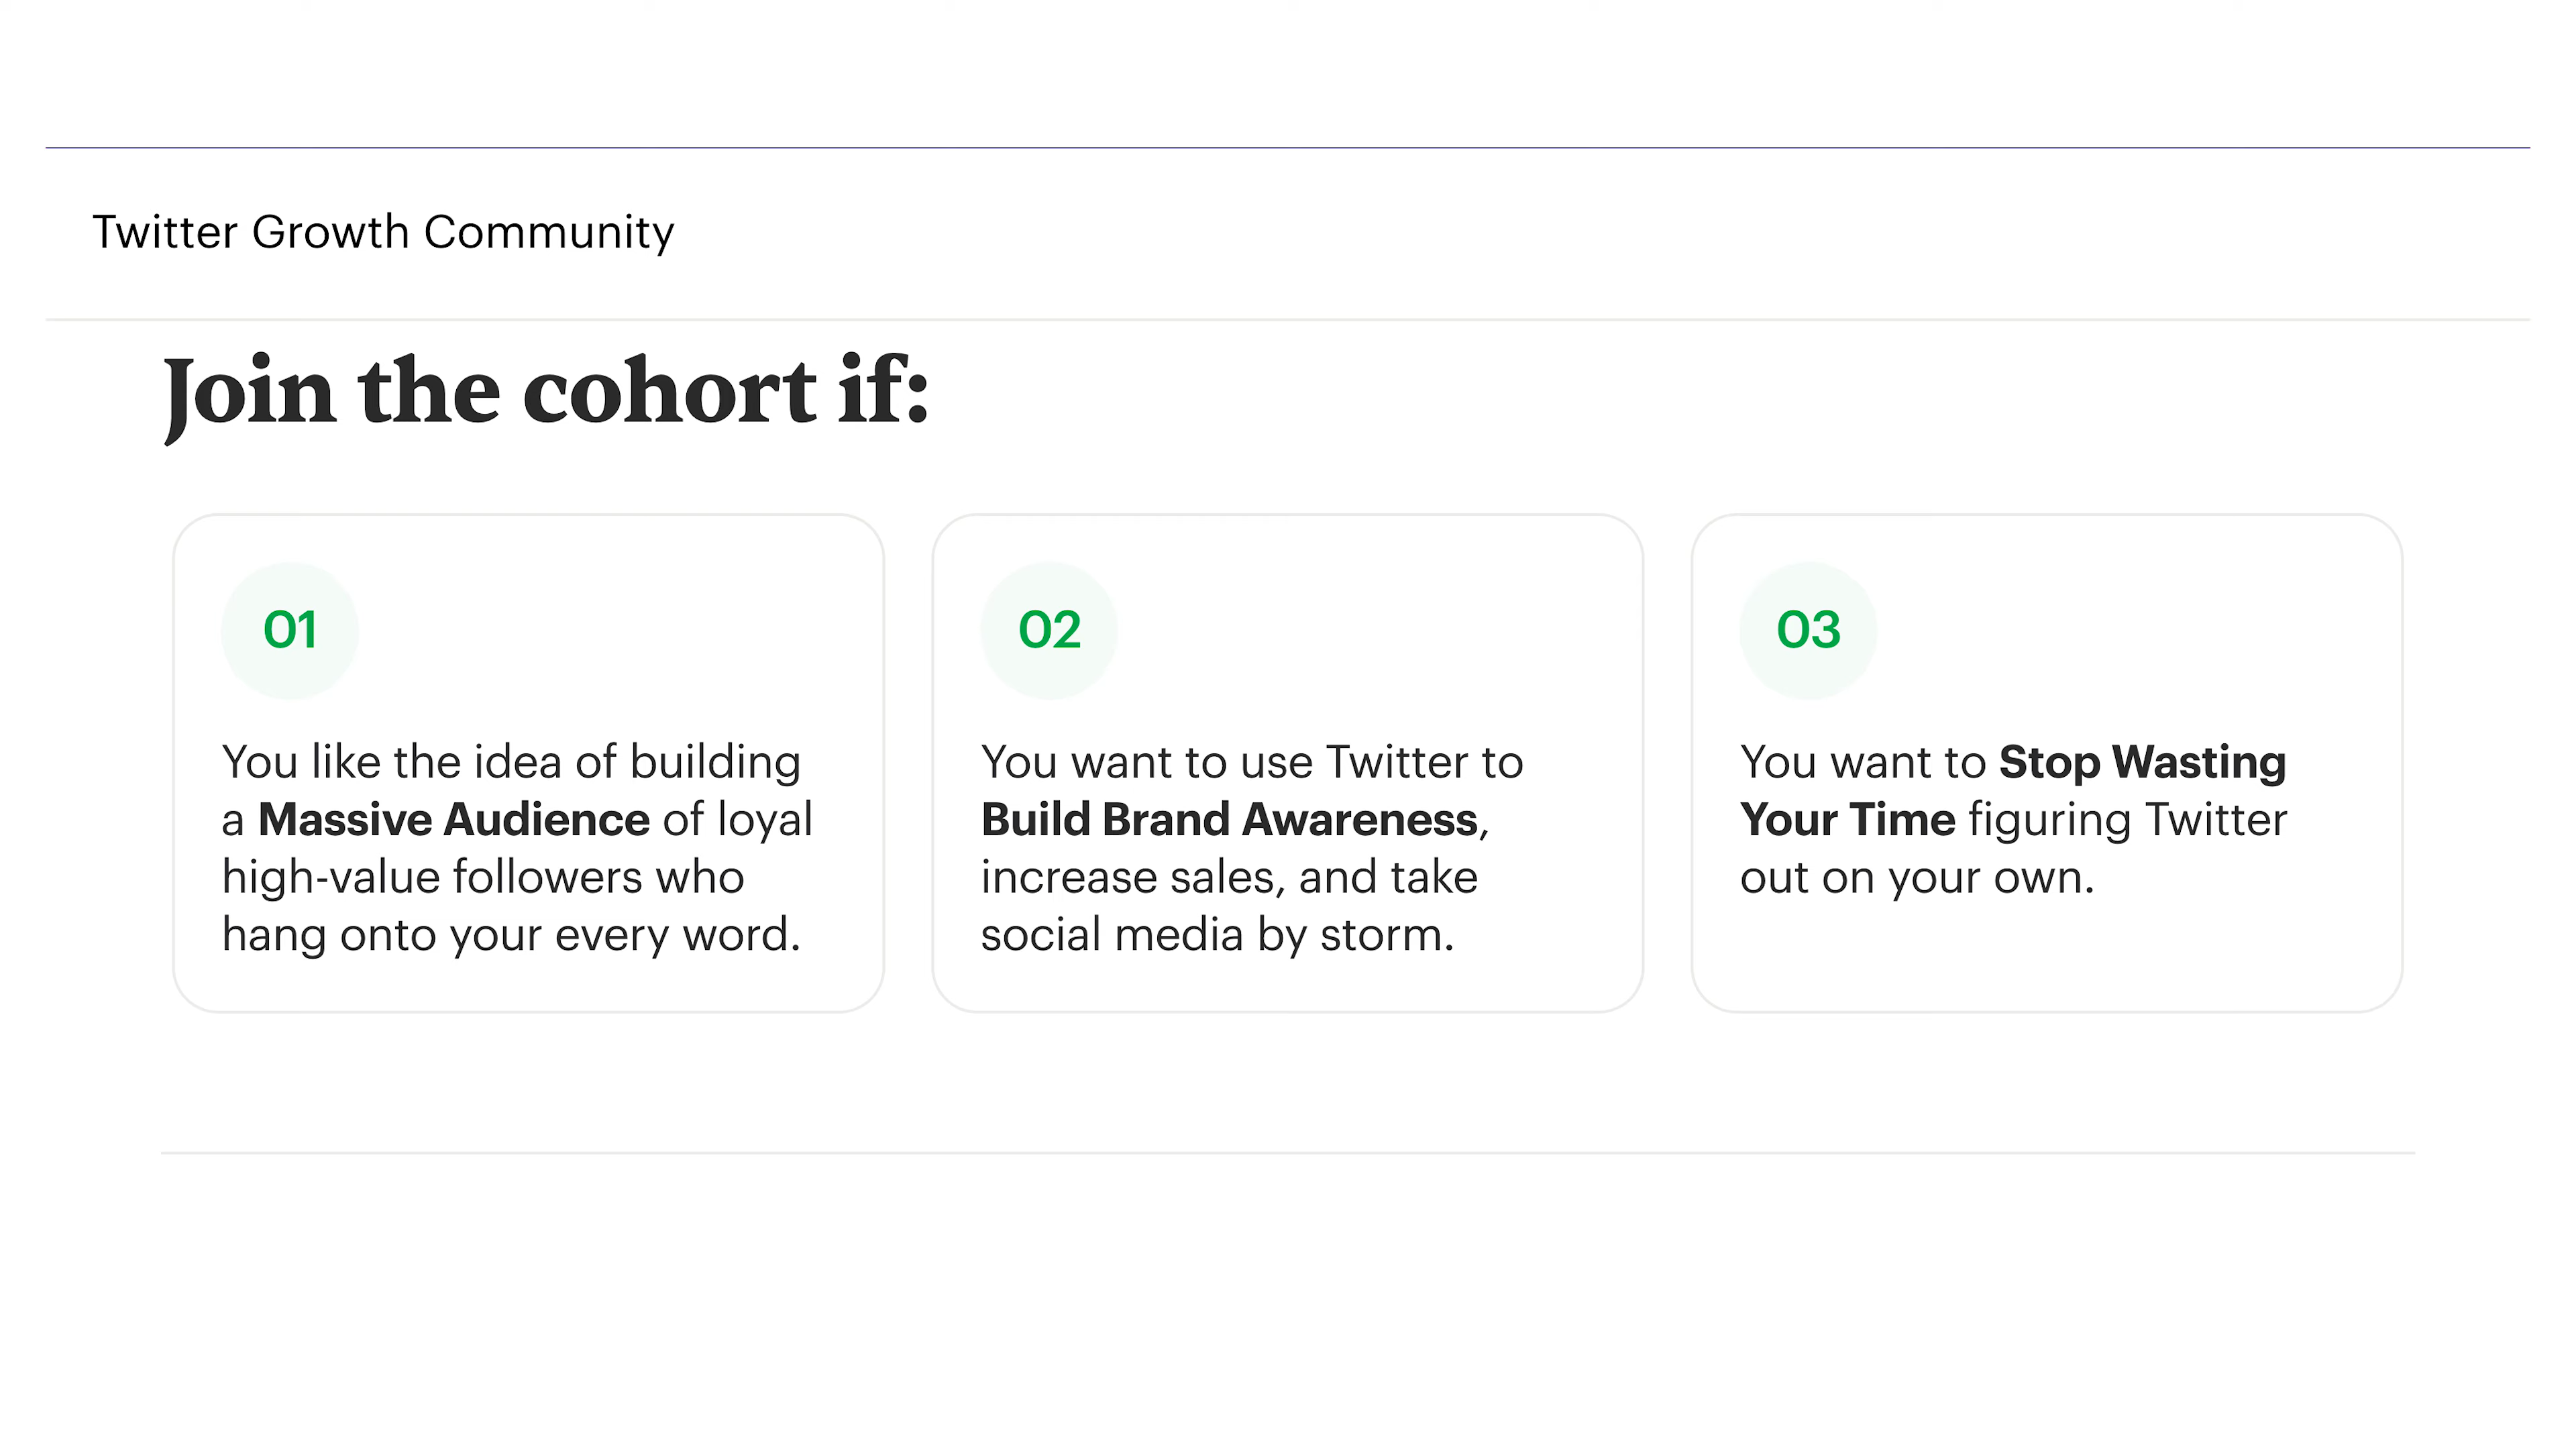 Twitter Growth Community
Join the cohort if:
01
You like the idea of building
a Massive Audience of loyal
high-value followers who
hang onto your every word.
02
You want to use Twitter to
Build Brand Awareness,
increase sales, and take
social media by storm.
03
You want to Stop Wasting
Your Time figuring Twitter
out on your own.